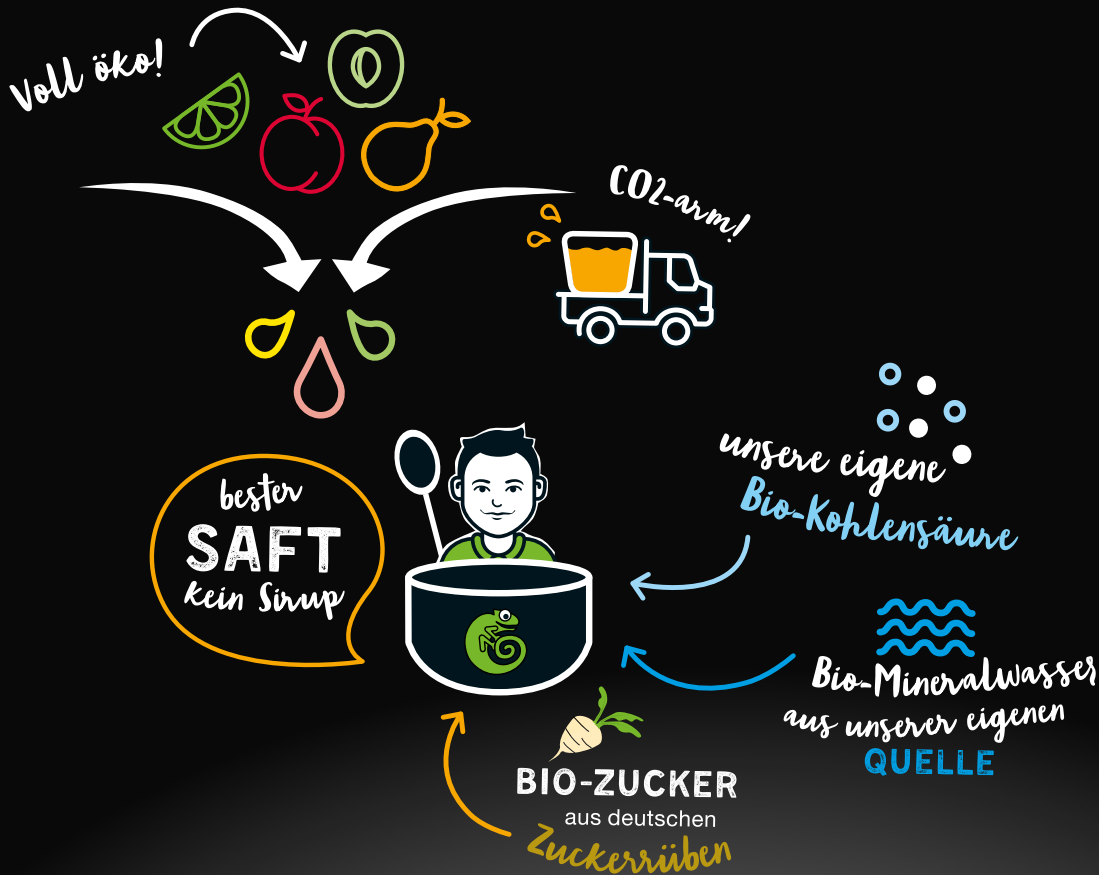 Voll öko!
CO2-arm!
unsere eigene
Bio-Kohlensäure
bester
SAFT
kein Sirup
Bio-Mineralwasser
aus unserer eigenen
QUELLE
BIO-ZUCKER
aus deutschen
Zuckerrüben